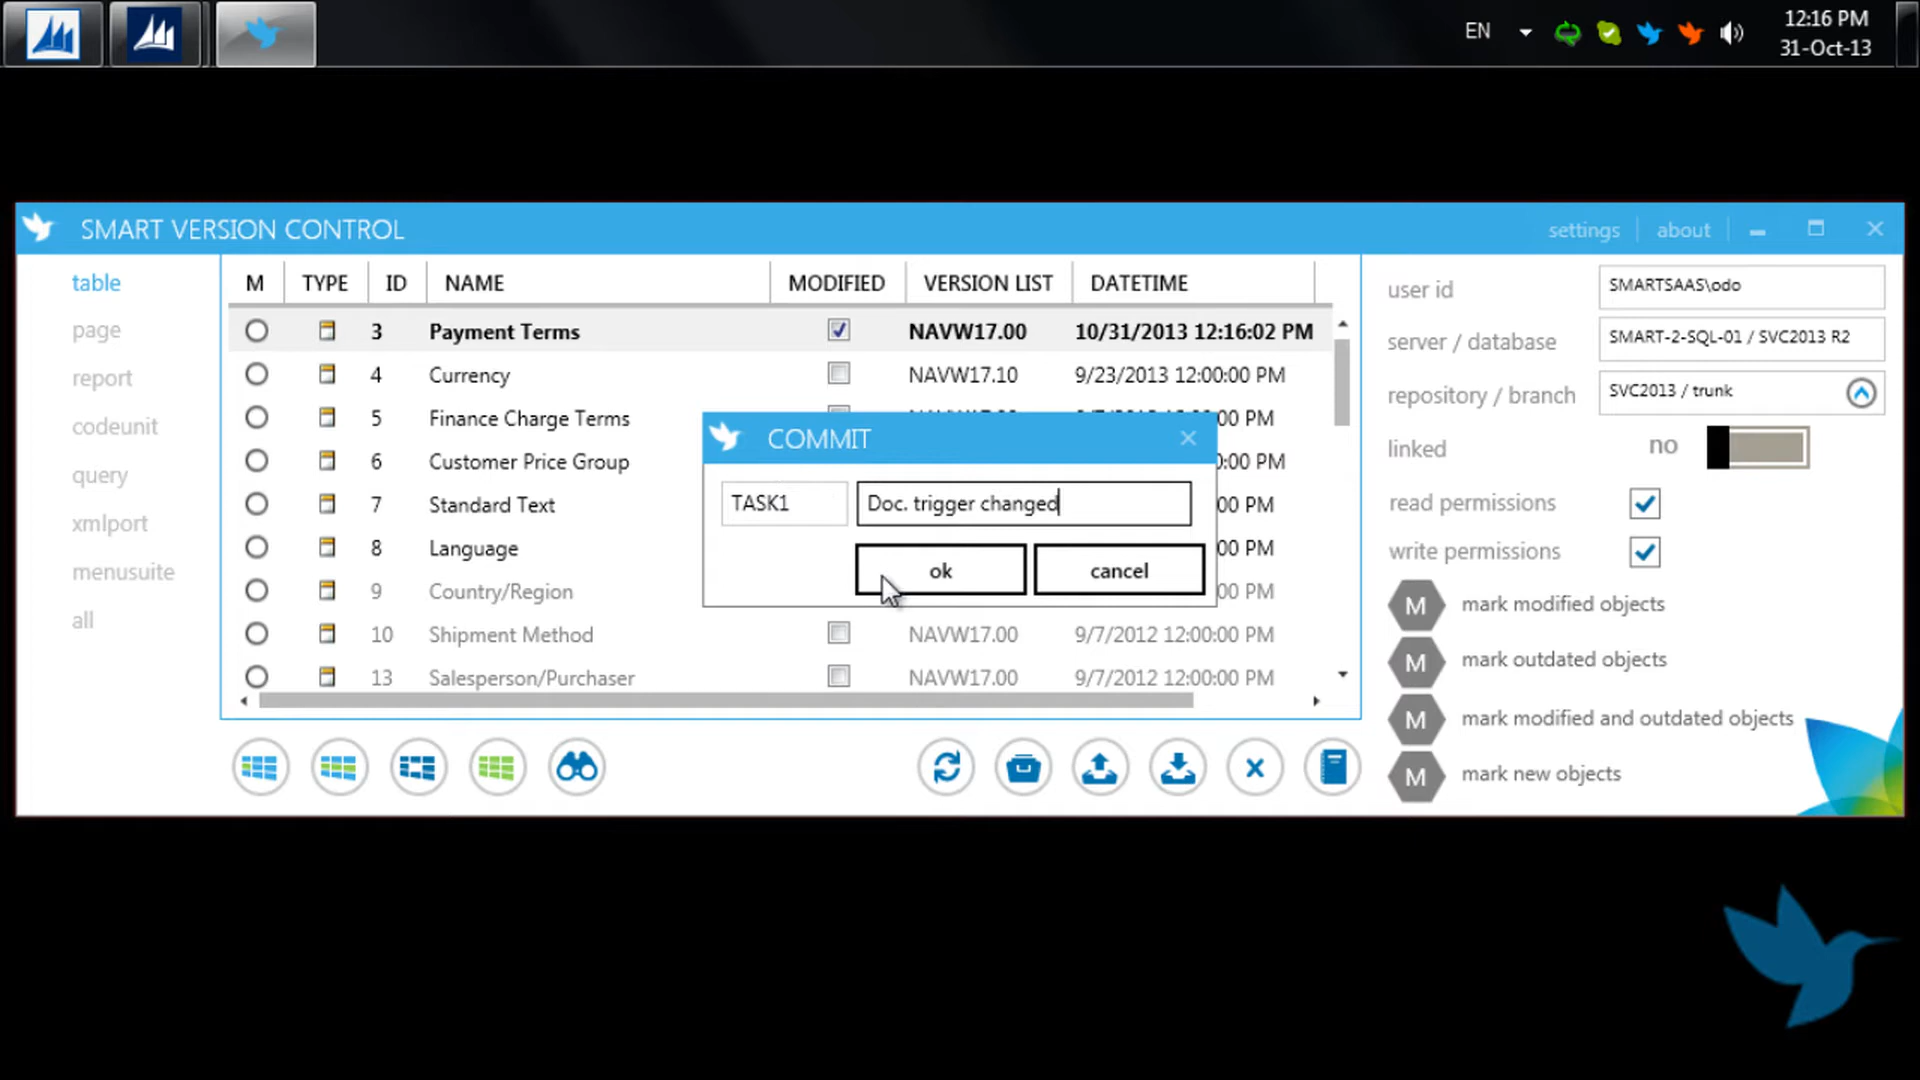 EN
12:16 PM
31-Oct-13
SMART VERSION CONTROL
settings about
table
page
report
codeunit
query
xmlport
menusuite
all
M TYPE ID NAME MODIFIED VERSION LIST DATETIME
3 Payment Terms NAVW17.00 10/31/2013 12:16:02 PM
4 Currency NAVW17.10 9/23/2013 12:00:00 PM
5 Finance Charge Terms PM
6 Customer Price Group PM
7 Standard Text PM
8 Language PM
9 Country/Region PM
10 Shipment Method NAVW17.00 9/7/2012 12:00:00 PM
13 Salesperson/Purchaser NAVW17.00 9/7/2012 12:00:00 PM
COMMIT
TASK1 Doc. trigger changed
ok cancel
user id SMARTSAAS\odo
server / database SMART-2-SQL-01 / SVC2013 R2
repository / branch SVC2013 / trunk
linked no
read permissions
write permissions
M mark modified objects
M mark outdated objects
M mark modified and outdated objects
M mark new objects